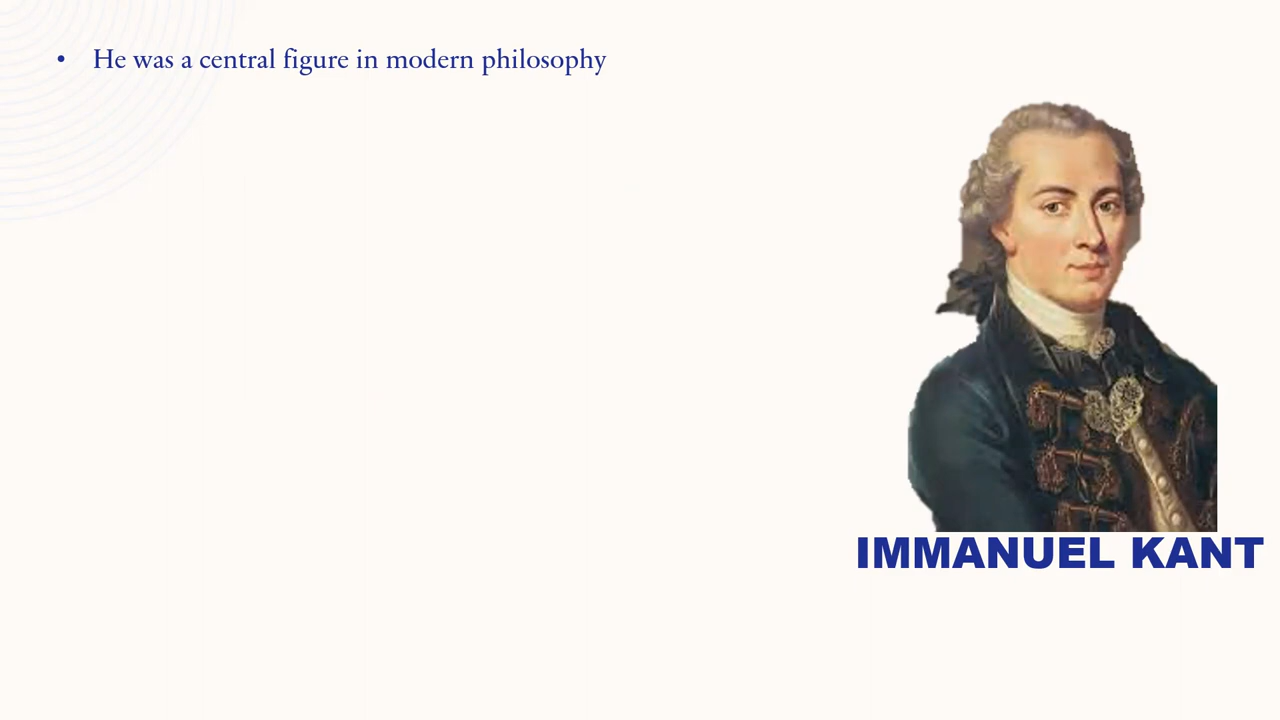 • He was a central figure in modern philosophy
IMMANUEL KANT